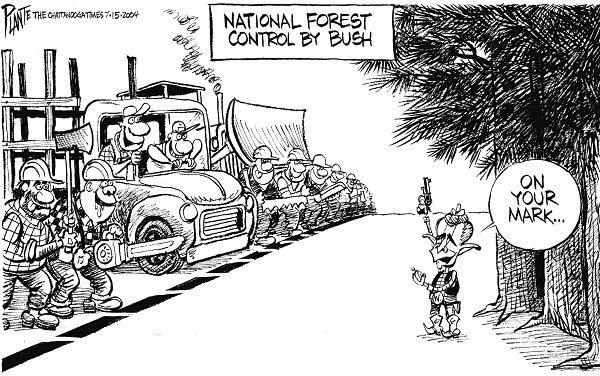 PLANTE THE CHATTANOOGA TIMES 7-15-2004
NATIONAL FOREST
CONTROL BY BUSH
ON
YOUR
MARK...